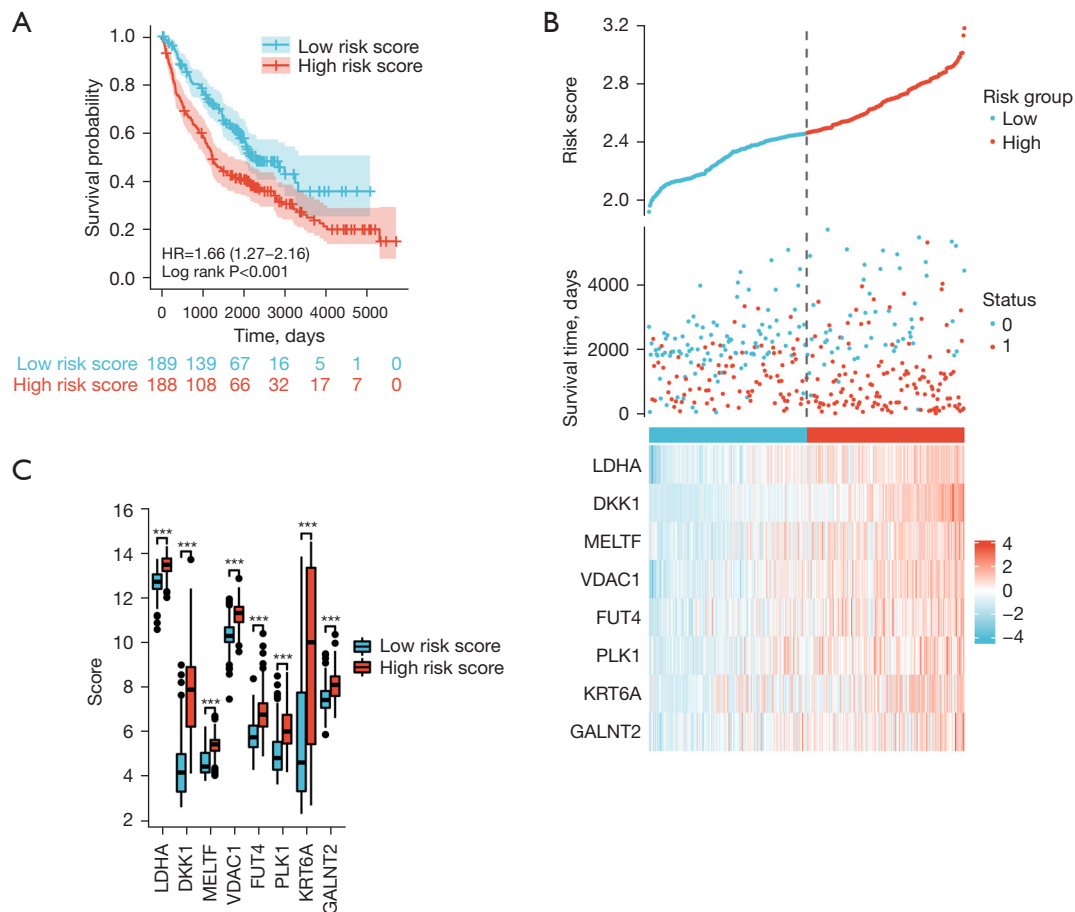 A
1.0
0.8
0.6
0.4
0.2
0.0
Survival probability
Low risk score
High risk score
HR=1.66 (1.27−2.16)
Log rank P<0.001
0 1000 2000 3000 4000 5000
Time, days
Low risk score 189 139 67 16 5 1 0
High risk score 188 108 66 32 17 7 0
B
3.2
2.8
2.4
2.0
Risk score
Risk group
Low
High
4000
2000
0
Survival time, days
Status
0
1
LDHA
DKK1
MELTF
VDAC1
FUT4
PLK1
KRT6A
GALNT2
4
2
0
−2
−4
C
16
14
12
10
8
6
4
2
Score
*** *** *** *** *** *** *** ***
Low risk score
High risk score
LDHA
DKK1
MELTF
VDAC1
FUT4
PLK1
KRT6A
GALNT2